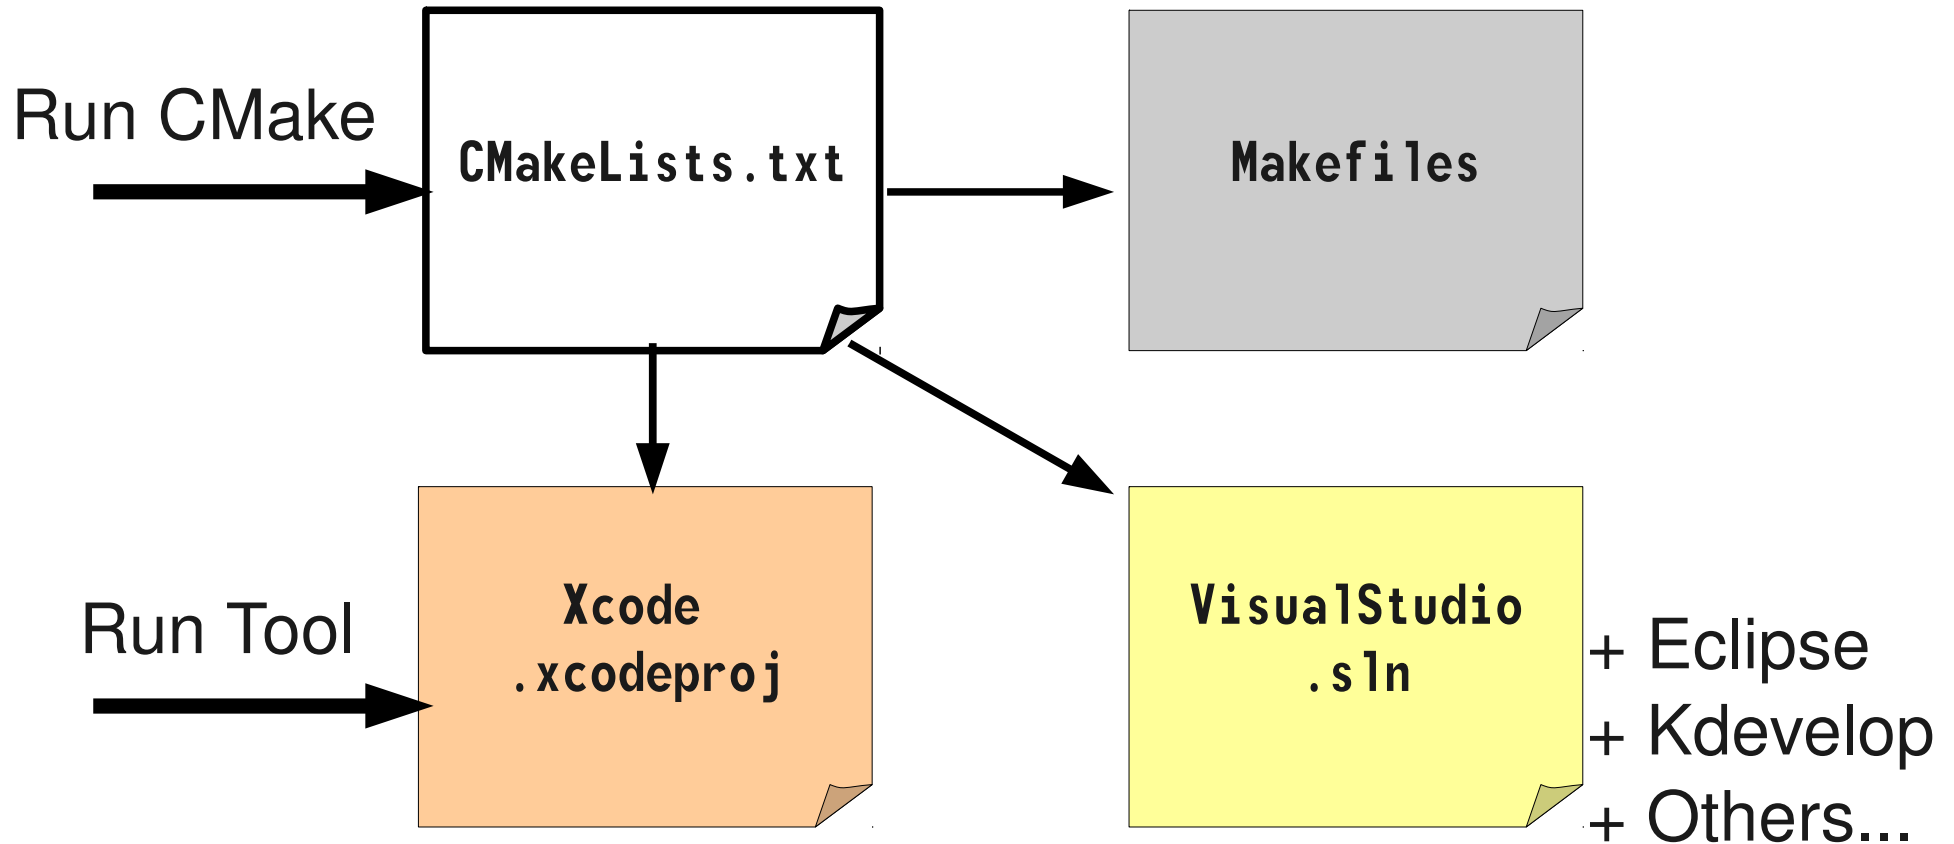 Run CMake
CMakeLists.txt
Makefiles
Run Tool
Xcode
.xcodeproj
VisualStudio
.sln
+ Eclipse
+ Kdevelop
+ Others...